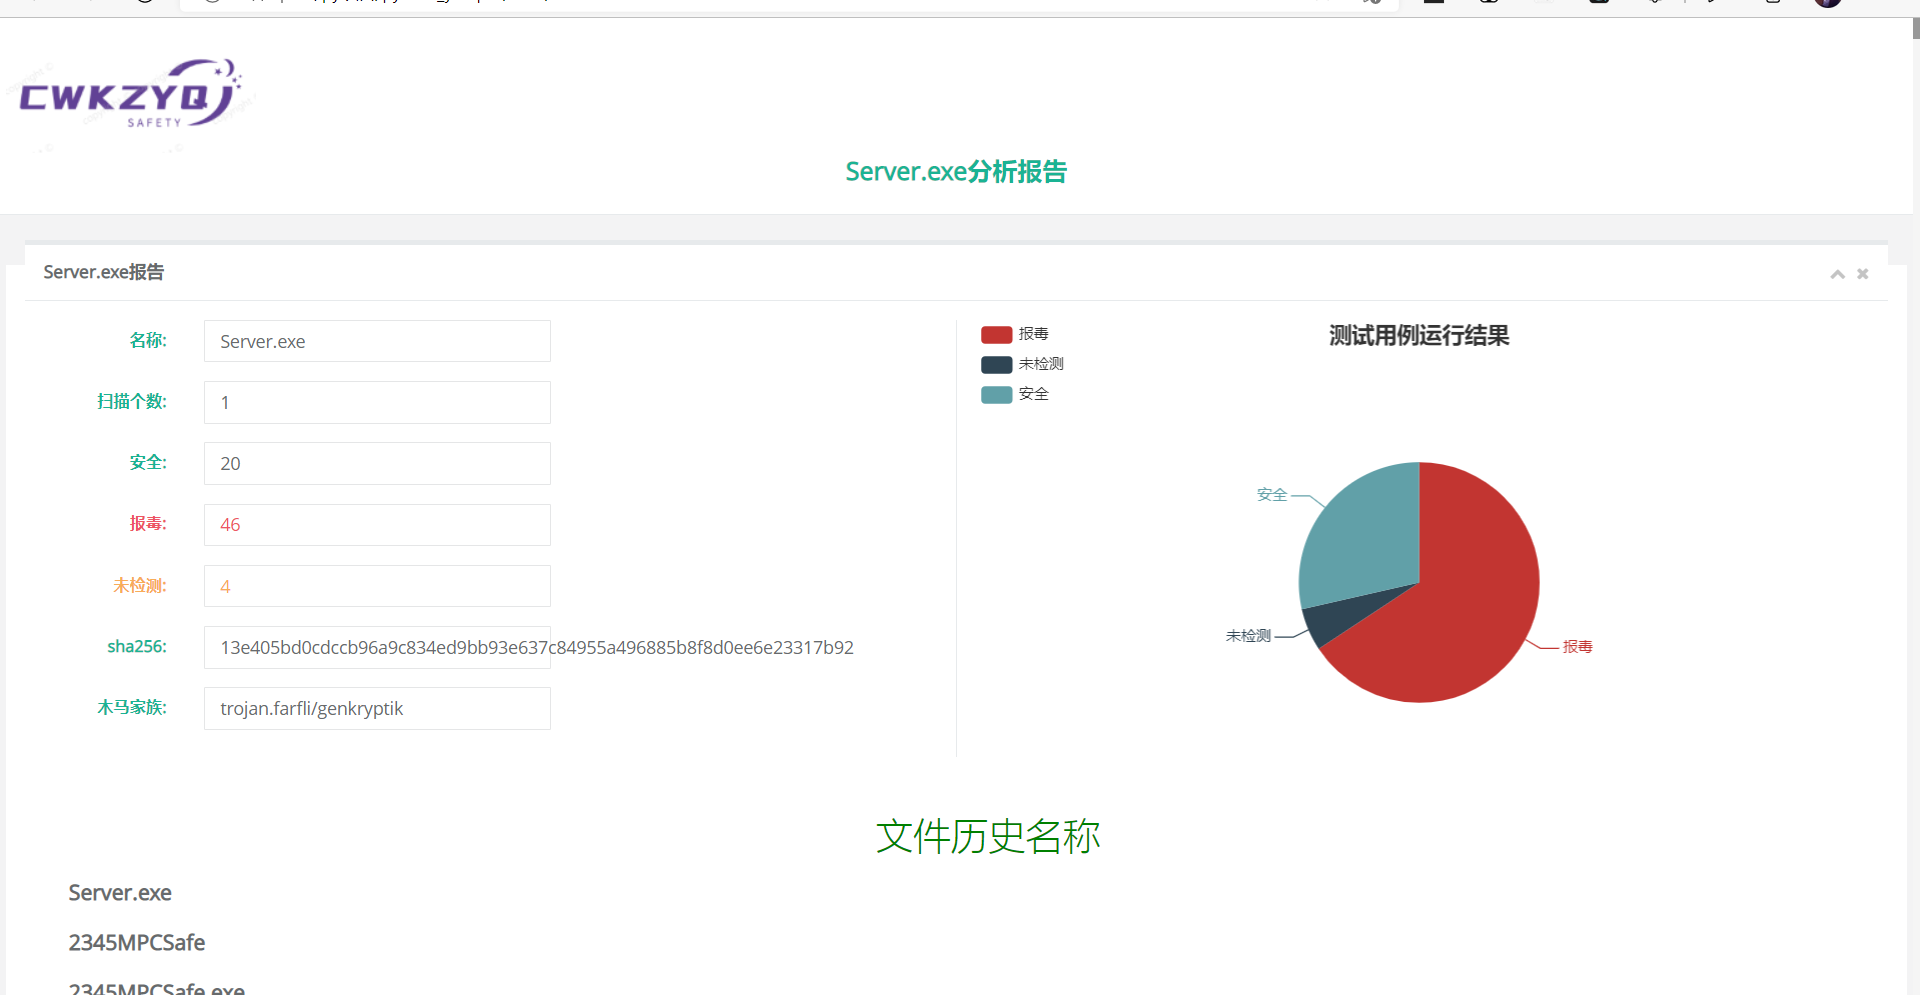 CWKZYQJ
SAFETY
Server.exe分析报告
Server.exe报告
名称:
Server.exe
扫描个数:
1
安全:
20
报毒:
46
未检测:
4
sha256:
13e405bd0cdccb96a9c834ed9bb93e637c84955a496885b8f8d0ee6e23317b92
木马家族:
trojan.farfli/genkryptik
报毒
未检测
安全
测试用例运行结果
安全
未检测
报毒
文件历史名称
Server.exe
2345MPCSafe
2345MPCSafe.exe